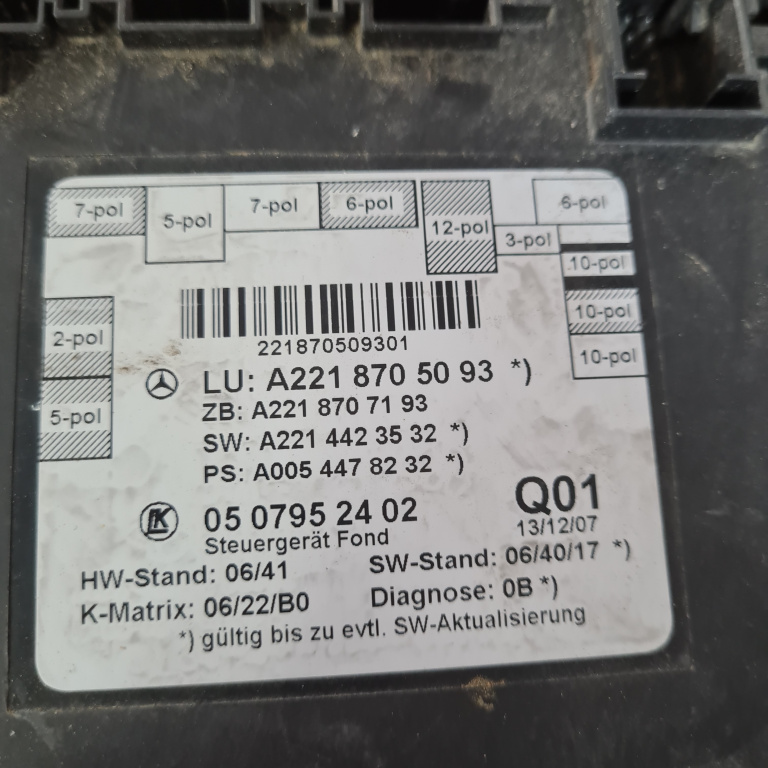 7-pol
5-pol
7-pol
6-pol
12-pol
3-pol
6-pol
10-pol
10-pol
10-pol
2-pol
5-pol
221870509301
LU: A221 870 50 93 *)
ZB: A221 870 71 93
SW: A221 442 35 32 *)
PS: A005 447 82 32 *)
LK 05 0795 24 02 Q01
Steuergerät Fond 13/12/07
HW-Stand: 06/41 SW-Stand: 06/40/17 *)
K-Matrix: 06/22/B0 Diagnose: 0B *)
*) gültig bis zu evtl. SW-Aktualisierung